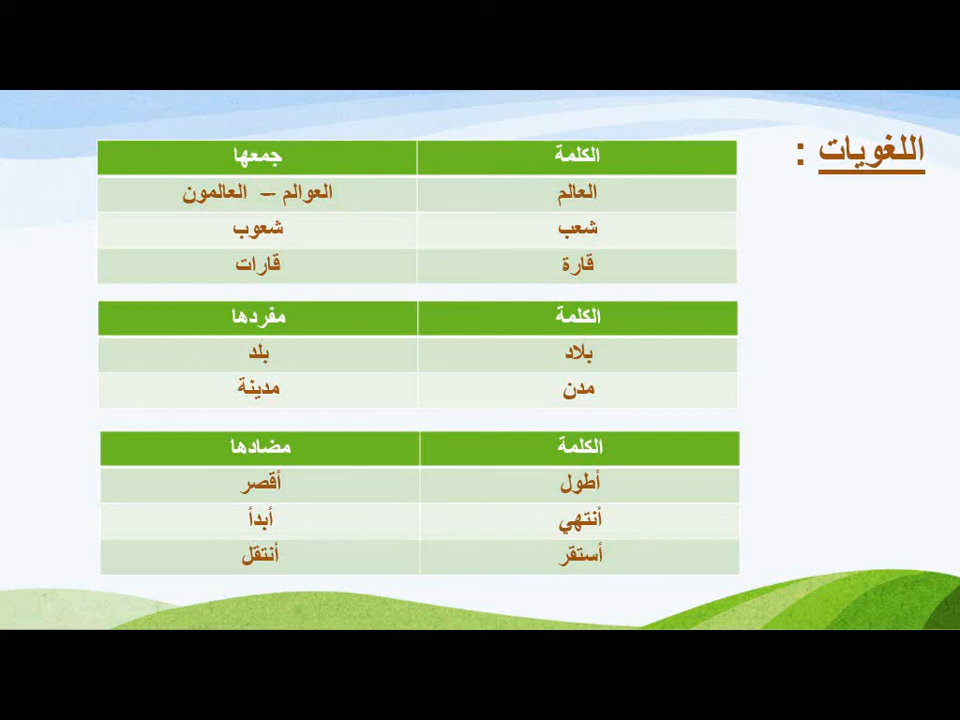 اللغويات :
الكلمة جمعها
العالم العوالم – العالمون
شعب شعوب
قارة قارات
الكلمة مفردها
بلاد بلد
مدن مدينة
الكلمة مضادها
أطول أقصر
أنتهي أبدأ
أستقر أنتقل